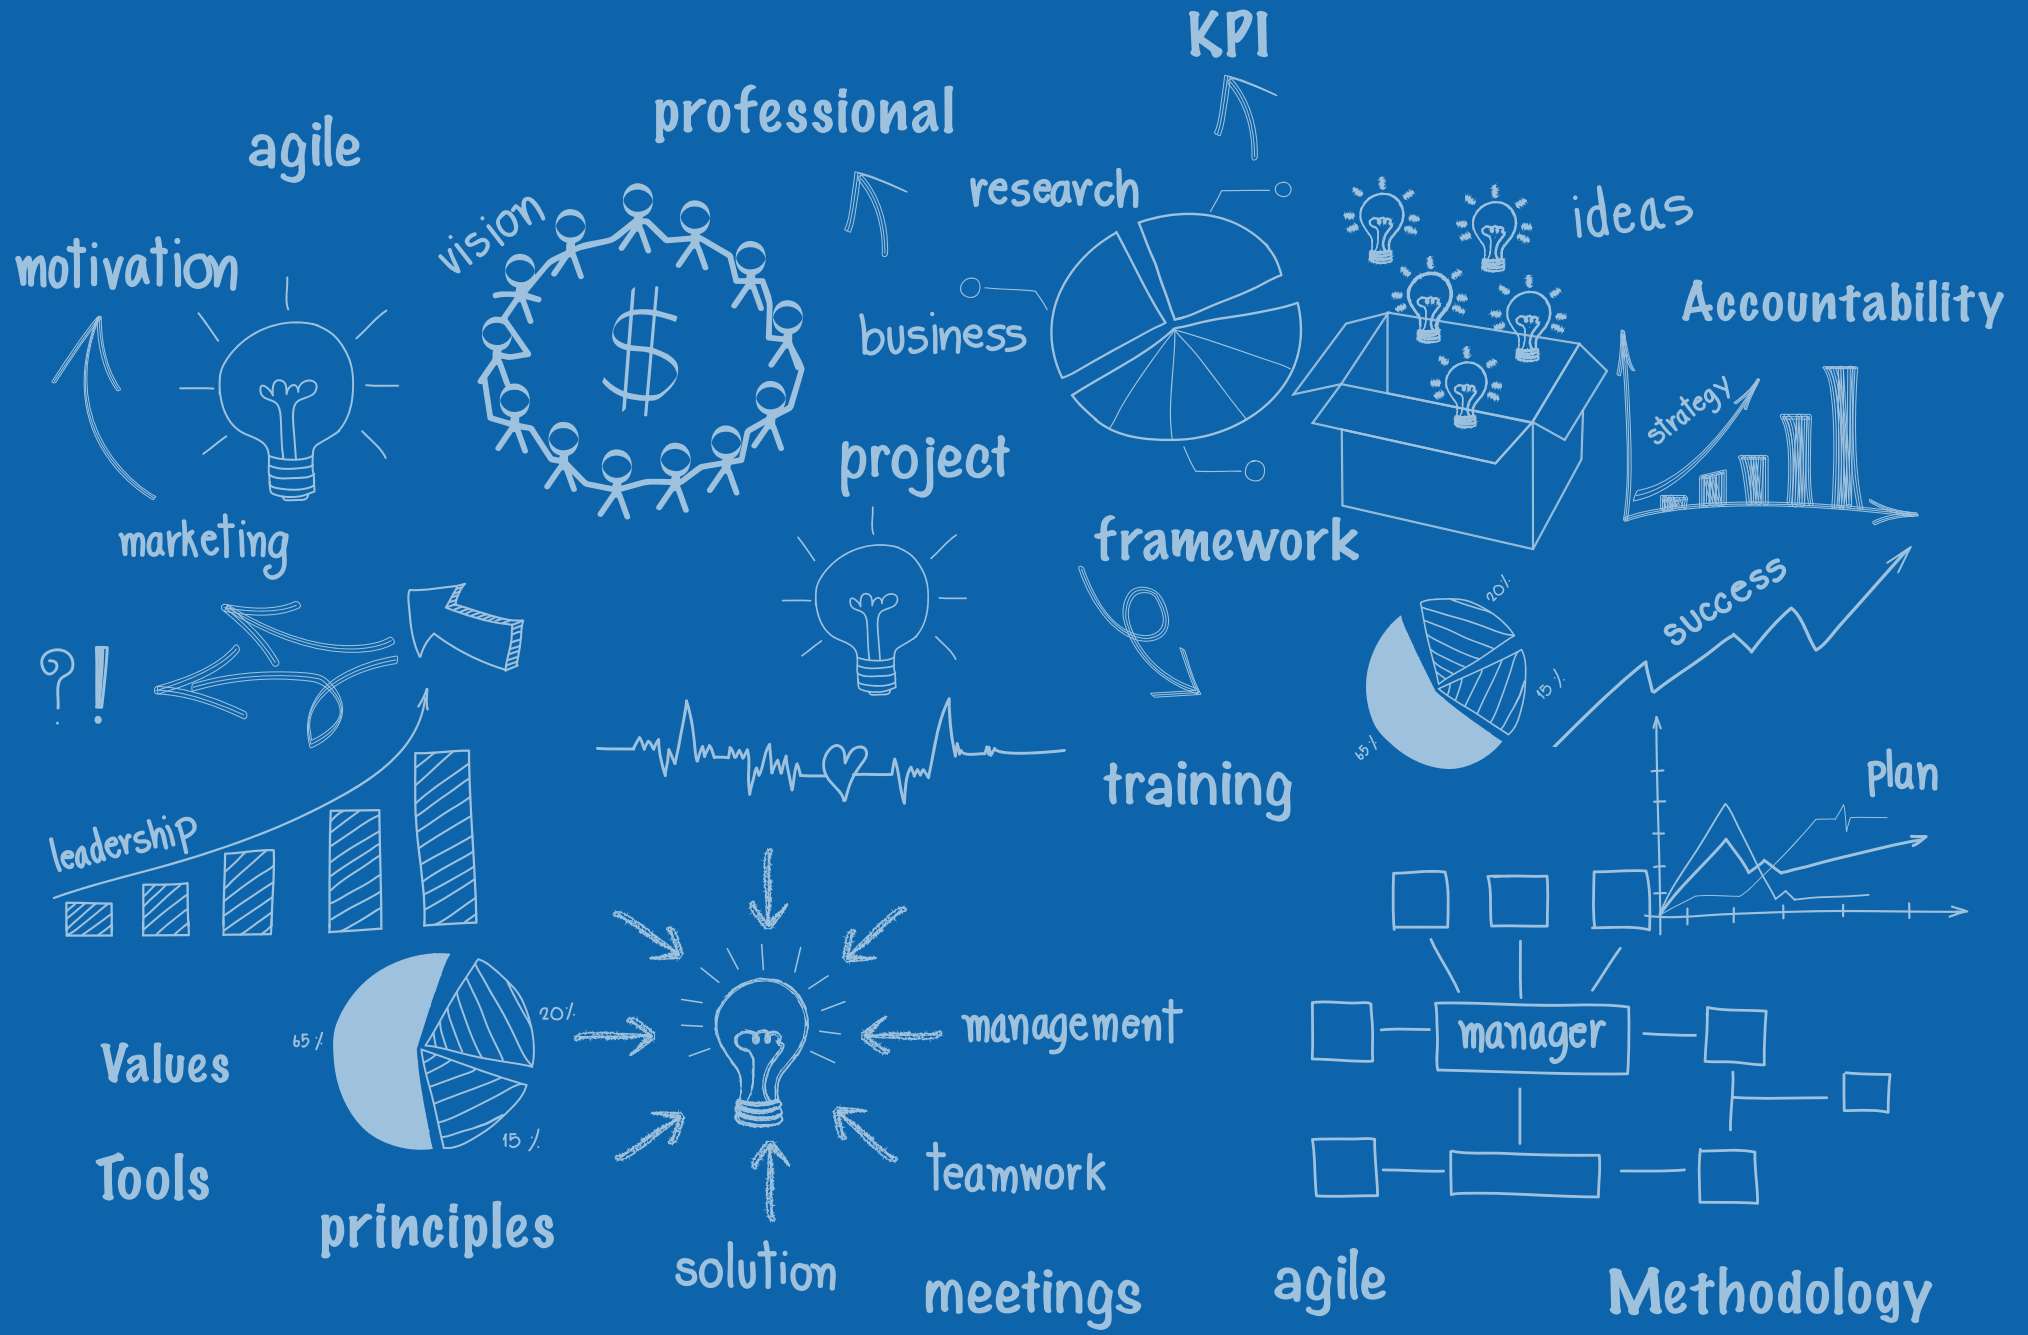 KPI
professional
agile
research
ideas
vision
motivation
Accountability
business
strategy
project
marketing
framework
success
20%
?!
15%
65%
training
plan
leadership
20%
65%
management
manager
Values
15%
teamwork
Tools
principles
solution
meetings
agile
Methodology
$